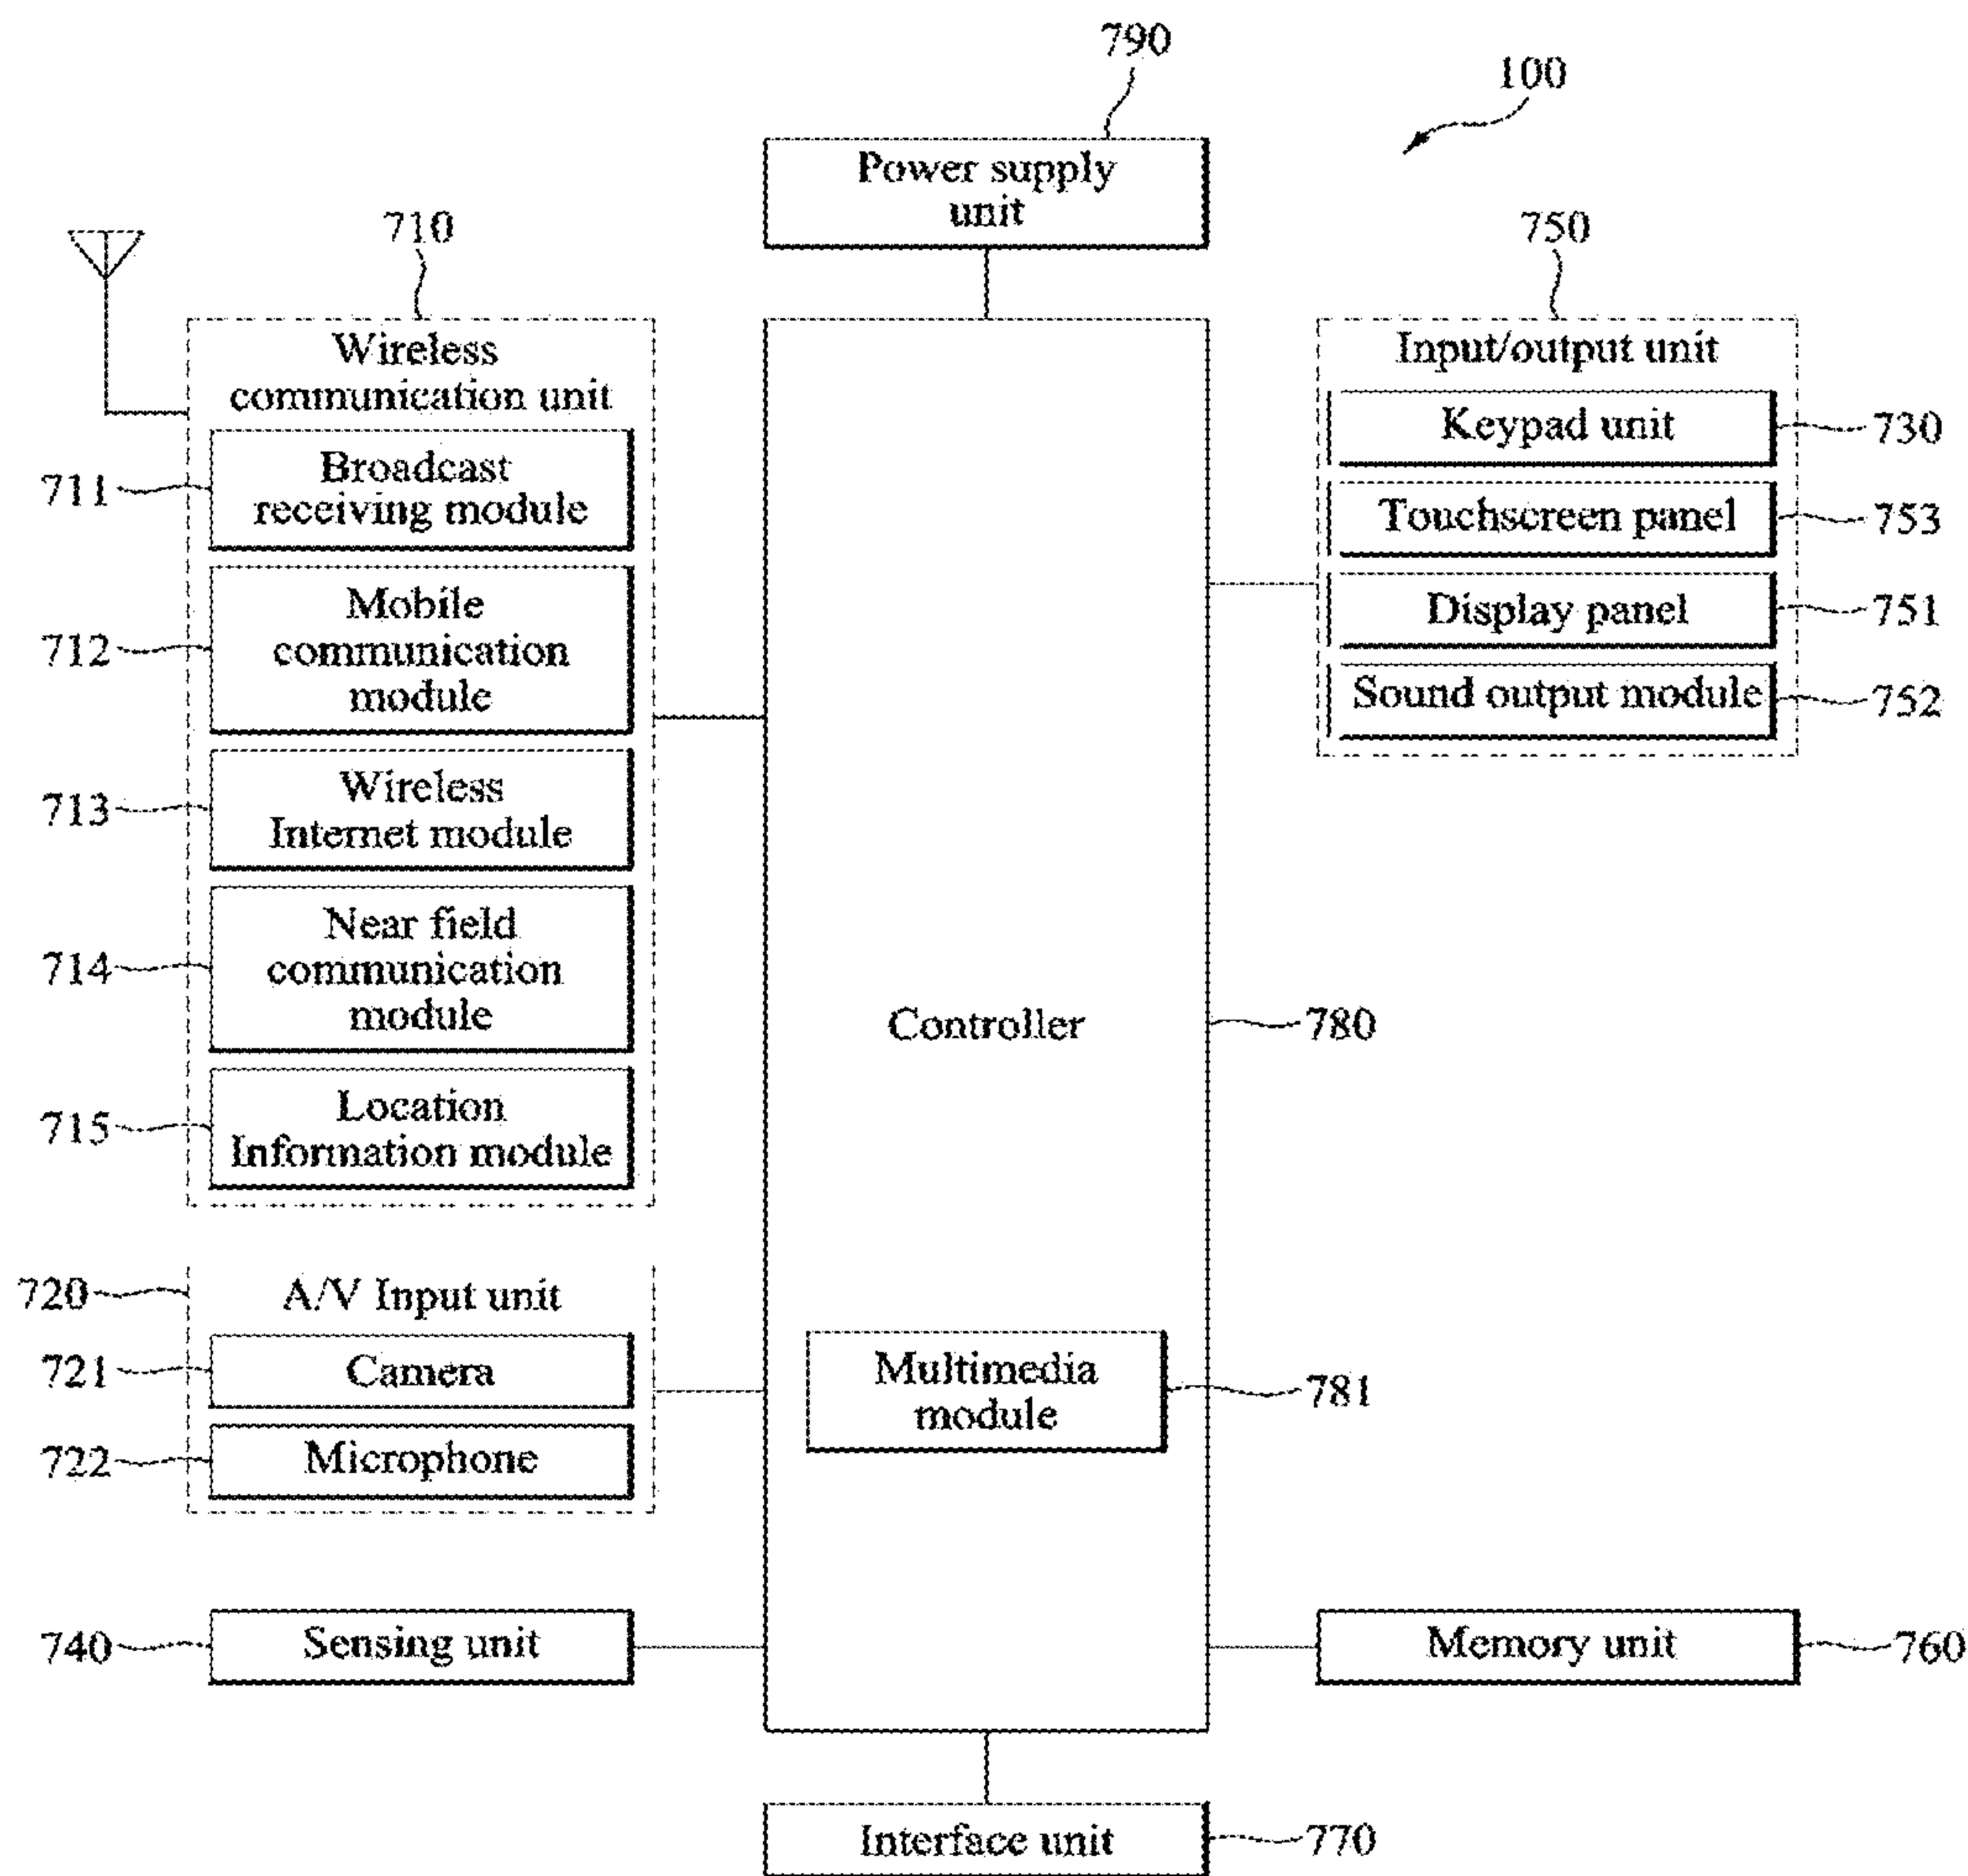 790
100
Power supply
unit
710
750
Wireless
communication unit
Input/output unit
Keypad unit
730
711
Broadcast
receiving module
Touchscreen panel
753
712
Mobile
communication
module
Display panel
751
Sound output module
752
713
Wireless
Internet module
714
Near field
communication
module
Controller
780
715
Location
Information module
720
A/V Input unit
721
Camera
Multimedia
module
781
722
Microphone
740
Sensing unit
Memory unit
760
Interface unit
770